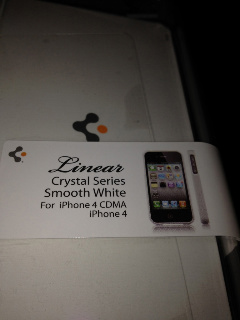 Linear
Crystal Series
Smooth White
For iPhone 4 CDMA
iPhone 4